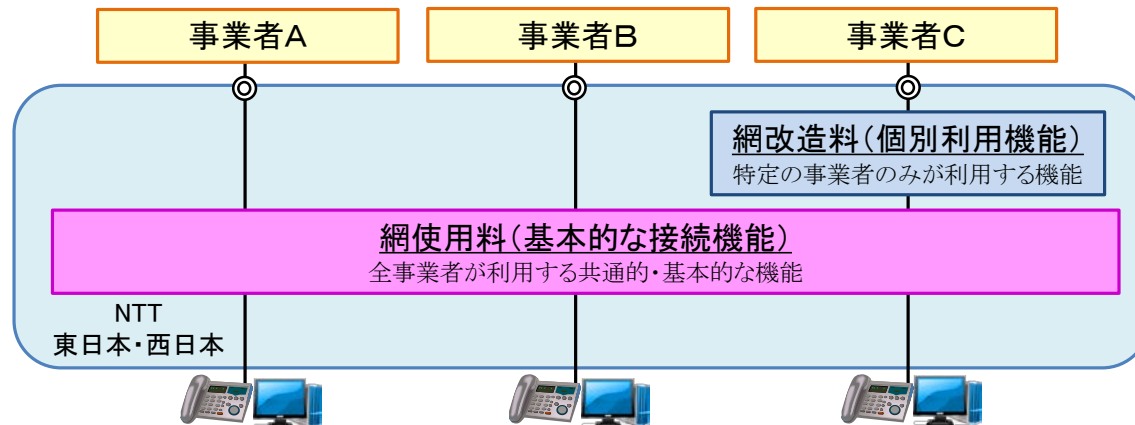 事業者A
事業者B
事業者C
網改造料(個別利用機能)
特定の事業者のみが利用する機能
網使用料(基本的な接続機能)
全事業者が利用する共通的・基本的な機能
NTT
東日本・西日本